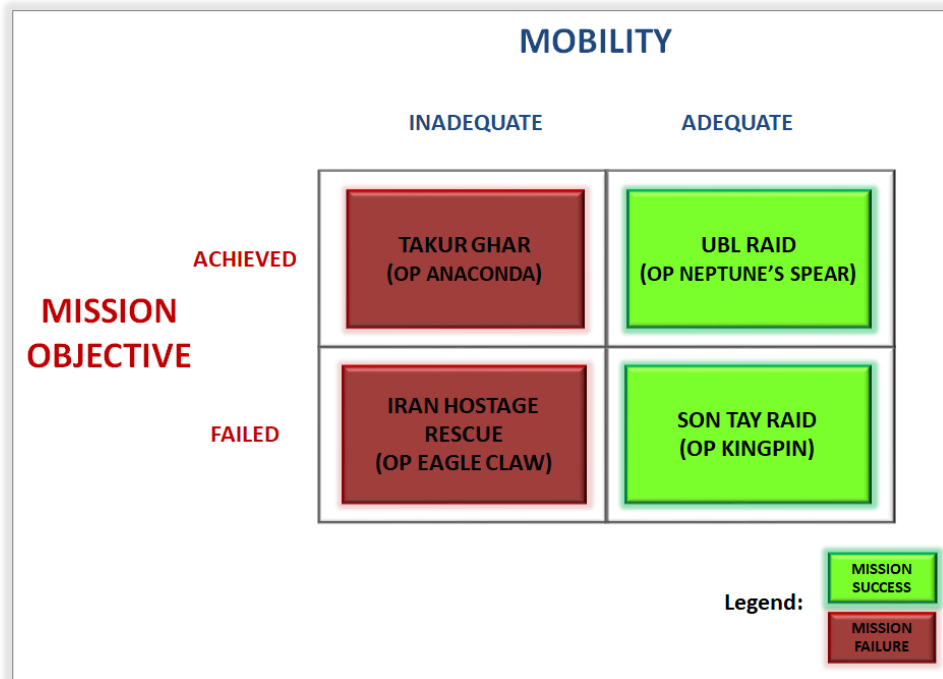 MOBILITY
INADEQUATE
ADEQUATE
ACHIEVED
TAKUR GHAR
(OP ANACONDA)
UBL RAID
(OP NEPTUNE'S SPEAR)
MISSION
OBJECTIVE
FAILED
IRAN HOSTAGE
RESCUE
(OP EAGLE CLAW)
SON TAY RAID
(OP KINGPIN)
Legend:
MISSION
SUCCESS
MISSION
FAILURE